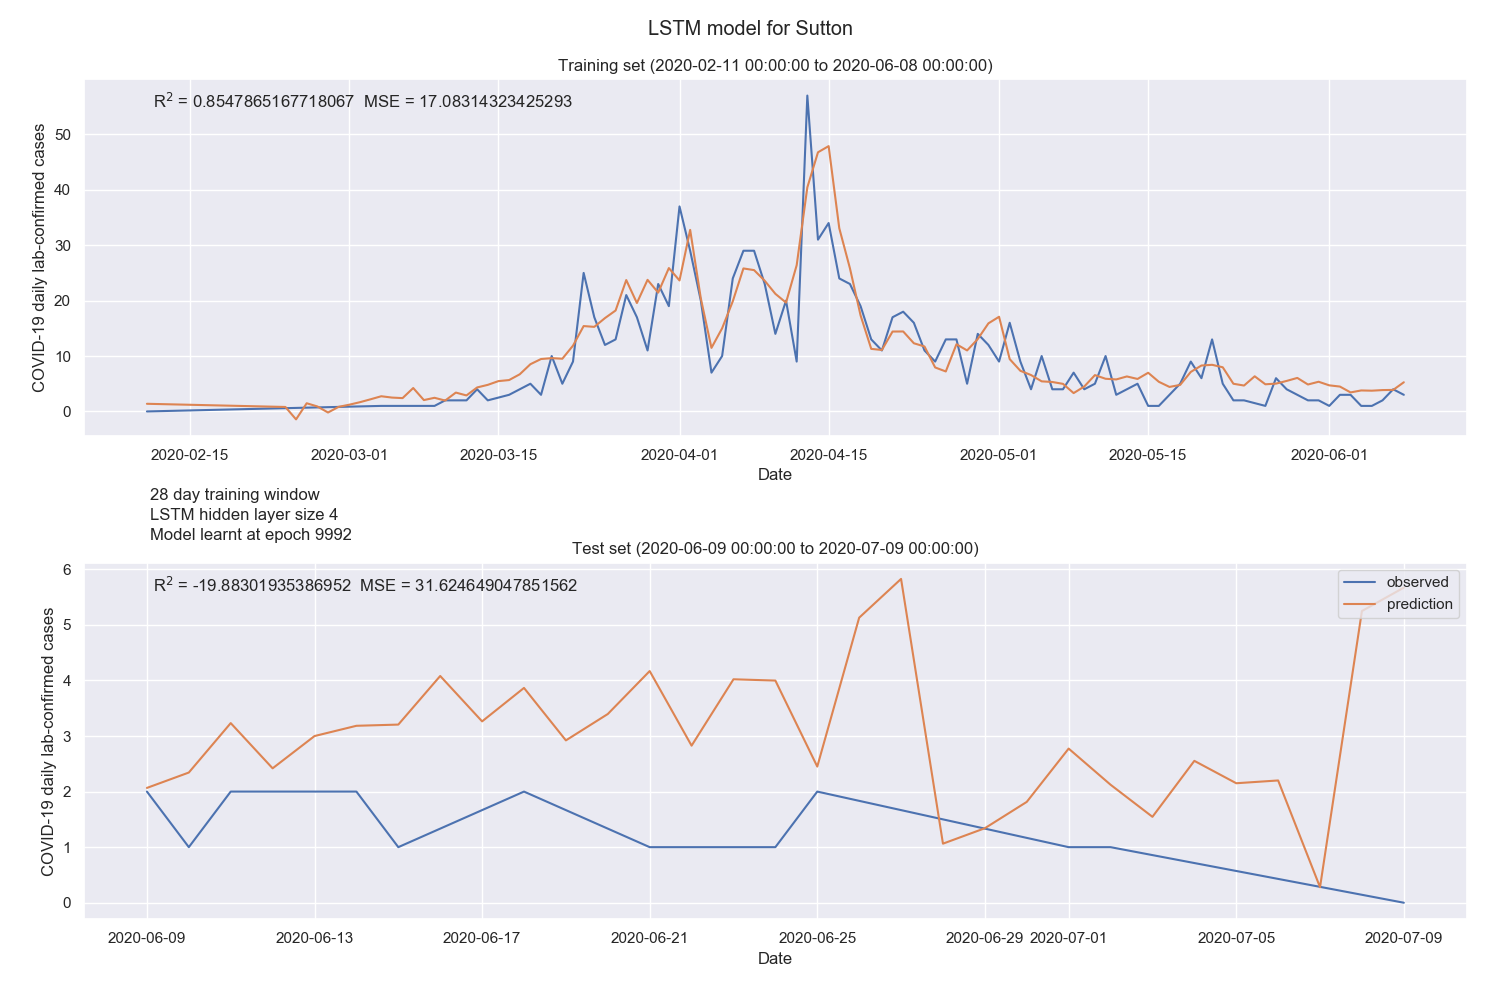 LSTM model for Sutton
Training set (2020-02-11 00:00:00 to 2020-06-08 00:00:00)
R² = 0.8547865167718067 MSE = 17.08314323425293
COVID-19 daily lab-confirmed cases
50
40
30
20
10
0
2020-02-15 2020-03-01 2020-03-15 2020-04-01 2020-04-15 2020-05-01 2020-05-15 2020-06-01
Date
28 day training window
LSTM hidden layer size 4
Model learnt at epoch 9992
Test set (2020-06-09 00:00:00 to 2020-07-09 00:00:00)
R² = -19.88301935386952 MSE = 31.624649047851562
observed
prediction
COVID-19 daily lab-confirmed cases
6
5
4
3
2
1
0
2020-06-09 2020-06-13 2020-06-17 2020-06-21 2020-06-25 2020-06-29 2020-07-01 2020-07-05 2020-07-09
Date